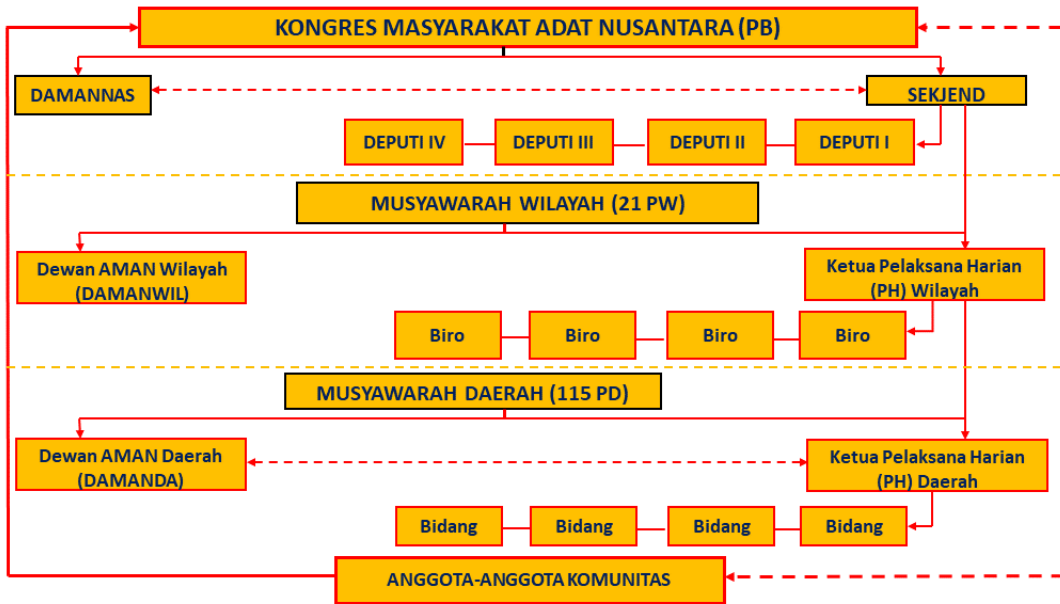 KONGRES MASYARAKAT ADAT NUSANTARA (PB)
DAMANNAS
SEKJEND
DEPUTI IV
DEPUTI III
DEPUTI II
DEPUTI I
MUSYAWARAH WILAYAH (21 PW)
Dewan AMAN Wilayah
(DAMANWIL)
Ketua Pelaksana Harian
(PH) Wilayah
Biro
Biro
Biro
Biro
MUSYAWARAH DAERAH (115 PD)
Dewan AMAN Daerah
(DAMANDA)
Ketua Pelaksana Harian
(PH) Daerah
Bidang
Bidang
Bidang
Bidang
ANGGOTA-ANGGOTA KOMUNITAS